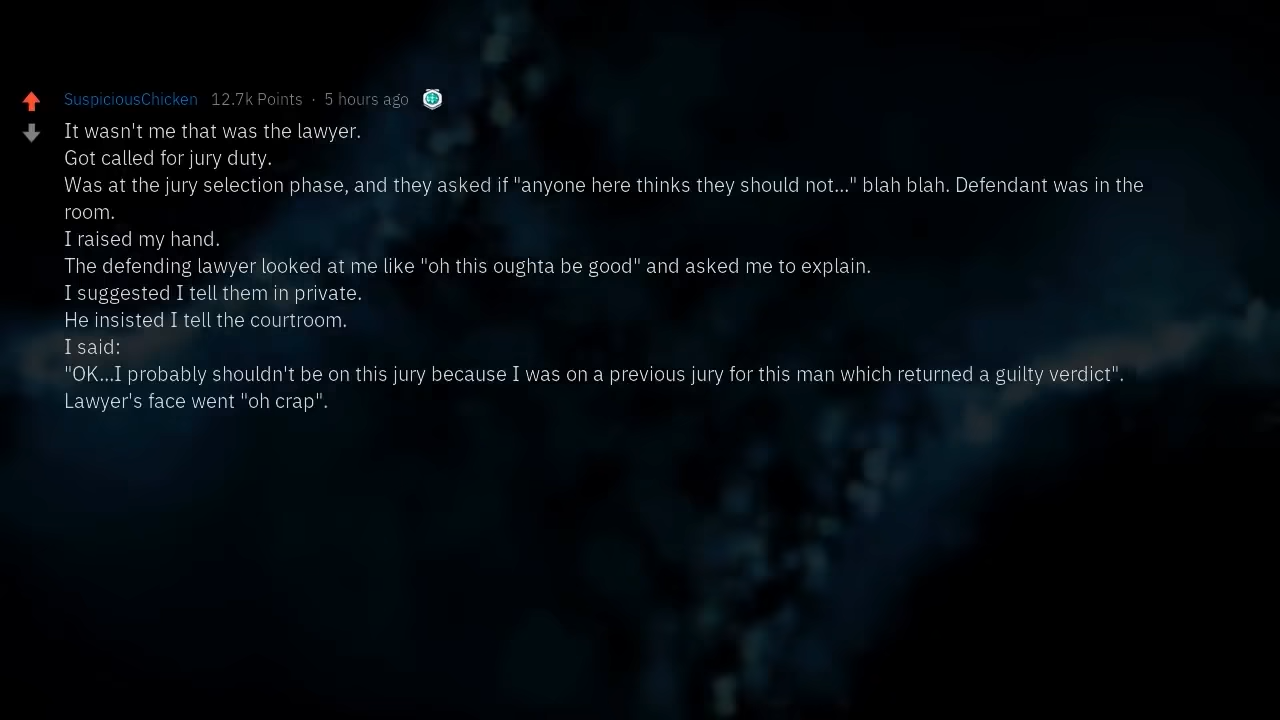 SuspiciousChicken 12.7k Points · 5 hours ago
It wasn't me that was the lawyer.
Got called for jury duty.
Was at the jury selection phase, and they asked if "anyone here thinks they should not..." blah blah. Defendant was in the
room.
I raised my hand.
The defending lawyer looked at me like "oh this oughta be good" and asked me to explain.
I suggested I tell them in private.
He insisted I tell the courtroom.
I said:
"OK...I probably shouldn't be on this jury because I was on a previous jury for this man which returned a guilty verdict".
Lawyer's face went "oh crap".